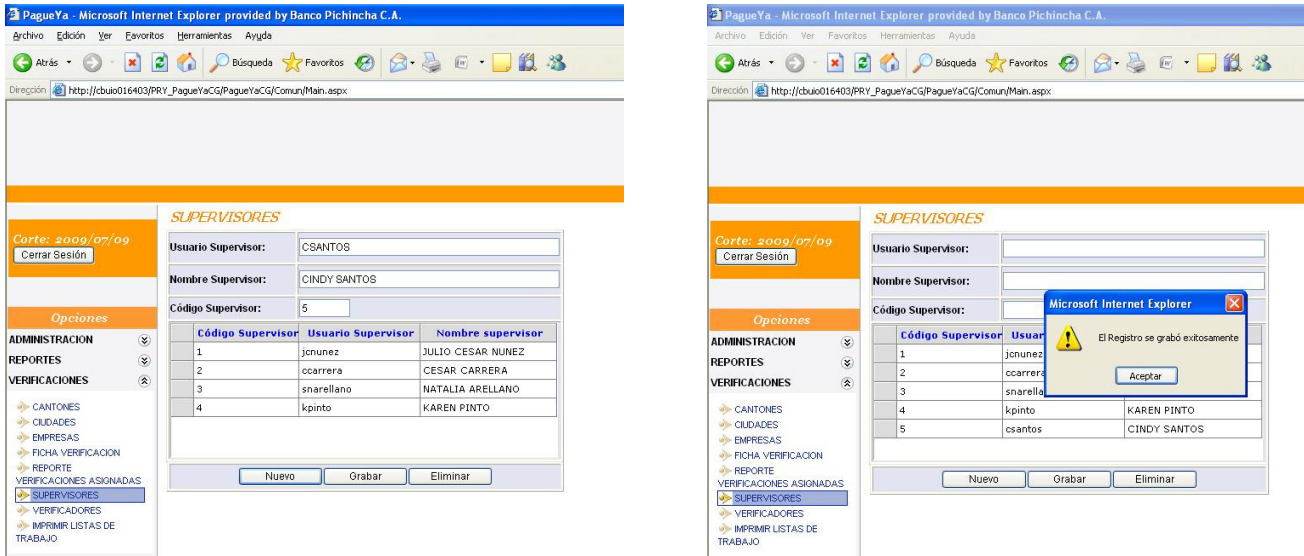 PagueYa - Microsoft Internet Explorer provided by Banco Pichincha C.A.
Archivo Edición Ver Favoritos Herramientas Ayuda
Atrás Búsqueda Favoritos
Dirección http://cbuio016403/PRY_PagueYaCG/PagueYaCG/Comun/Main.aspx
SUPERVISORES
Corte: 2009/07/09
Cerrar Sesión
Usuario Supervisor: CSANTOS
Nombre Supervisor: CINDY SANTOS
Código Supervisor: 5
Opciones
ADMINISTRACION
REPORTES
VERIFICACIONES
CANTONES
CIUDADES
EMPRESAS
FICHA VERIFICACION
REPORTE
VERIFICACIONES ASIGNADAS
SUPERVISORES
VERIFICADORES
IMPRIMIR LISTAS DE
TRABAJO
Código Supervisor Usuario Supervisor Nombre supervisor
1 jcnunez JULIO CESAR NUNEZ
2 ccarrera CESAR CARRERA
3 snarellano NATALIA ARELLANO
4 kpinto KAREN PINTO
Nuevo Grabar Eliminar
PagueYa - Microsoft Internet Explorer provided by Banco Pichincha C.A.
Archivo Edición Ver Favoritos Herramientas Ayuda
Atrás Búsqueda Favoritos
Dirección http://cbuio016403/PRY_PagueYaCG/PagueYaCG/Comun/Main.aspx
SUPERVISORES
Corte: 2009/07/09
Cerrar Sesión
Usuario Supervisor:
Nombre Supervisor:
Código Supervisor:
Opciones
ADMINISTRACION
REPORTES
VERIFICACIONES
CANTONES
CIUDADES
EMPRESAS
FICHA VERIFICACION
REPORTE
VERIFICACIONES ASIGNADAS
SUPERVISORES
VERIFICADORES
IMPRIMIR LISTAS DE
TRABAJO
Código Supervisor Usuar
1 jcnunez
2 ccarrera
3 snarella
4 kpinto KAREN PINTO
5 csantos CINDY SANTOS
Microsoft Internet Explorer
El Registro se grabó exitosamente
Aceptar
Nuevo Grabar Eliminar